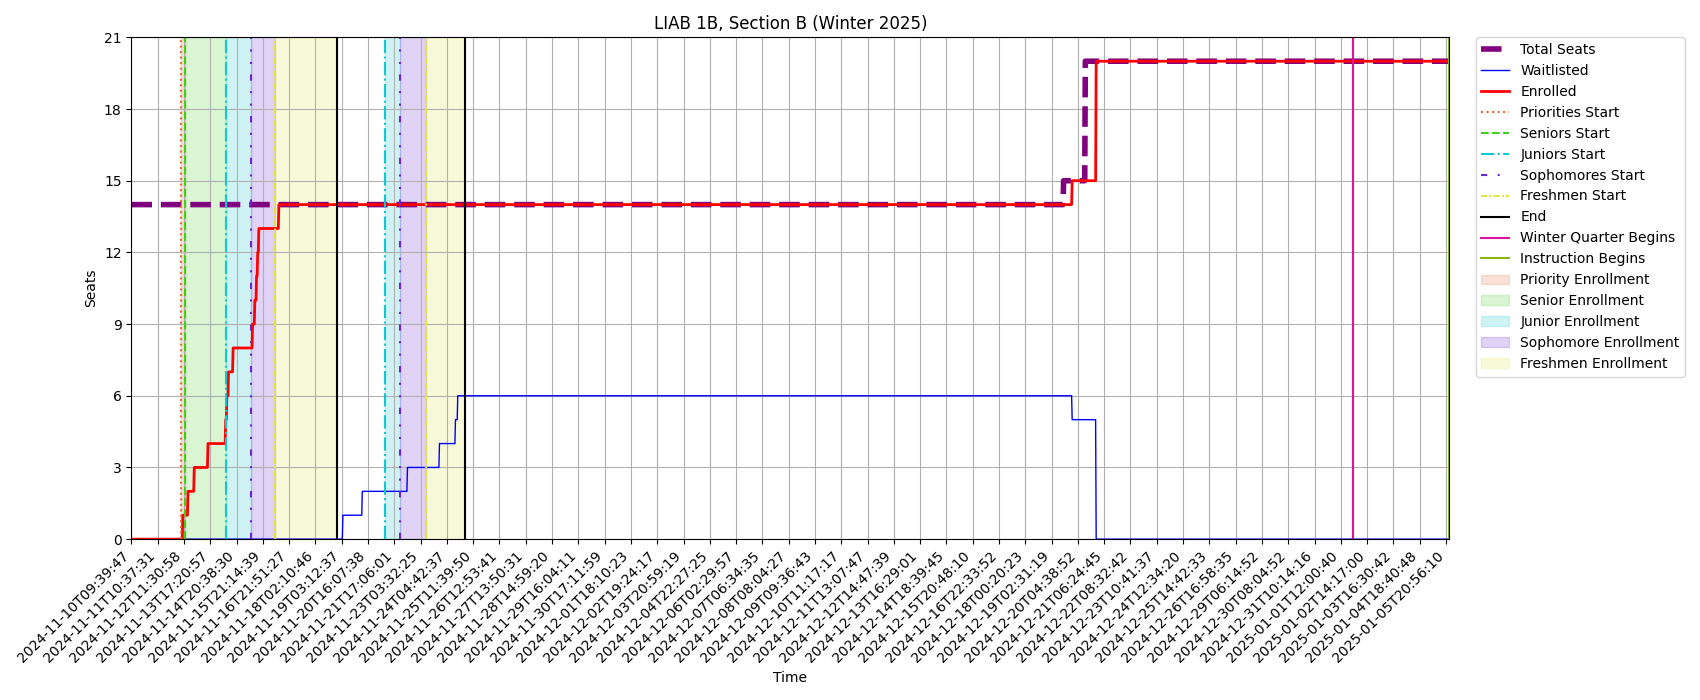 LIAB 1B, Section B (Winter 2025)
21
18
15
12
9
6
3
0
Seats
2024-11-10T09:39:47
2024-11-11T10:37:31
2024-11-12T11:30:58
2024-11-13T17:20:57
2024-11-14T20:38:30
2024-11-15T21:14:39
2024-11-16T21:51:27
2024-11-18T02:10:46
2024-11-19T03:12:37
2024-11-20T16:07:38
2024-11-21T17:06:01
2024-11-23T03:32:25
2024-11-24T04:42:37
2024-11-25T11:39:50
2024-11-26T12:53:41
2024-11-27T13:50:31
2024-11-28T14:59:20
2024-11-29T16:04:11
2024-11-30T17:11:59
2024-12-01T18:10:23
2024-12-02T19:24:17
2024-12-03T20:59:19
2024-12-04T22:27:25
2024-12-06T02:29:57
2024-12-07T06:34:35
2024-12-08T08:04:27
2024-12-09T09:36:43
2024-12-10T11:17:17
2024-12-11T13:07:47
2024-12-12T14:47:39
2024-12-13T16:29:01
2024-12-14T18:39:45
2024-12-15T20:48:10
2024-12-16T22:33:52
2024-12-18T00:20:23
2024-12-19T02:31:19
2024-12-20T04:38:52
2024-12-21T06:24:45
2024-12-22T08:32:42
2024-12-23T10:41:37
2024-12-24T12:34:20
2024-12-25T14:42:33
2024-12-26T16:58:35
2024-12-29T06:14:52
2024-12-30T08:04:52
2024-12-31T10:14:16
2025-01-01T12:00:40
2025-01-02T14:17:00
2025-01-03T16:30:42
2025-01-04T18:40:48
2025-01-05T20:56:10
Time
Total Seats
Waitlisted
Enrolled
Priorities Start
Seniors Start
Juniors Start
Sophomores Start
Freshmen Start
End
Winter Quarter Begins
Instruction Begins
Priority Enrollment
Senior Enrollment
Junior Enrollment
Sophomore Enrollment
Freshmen Enrollment